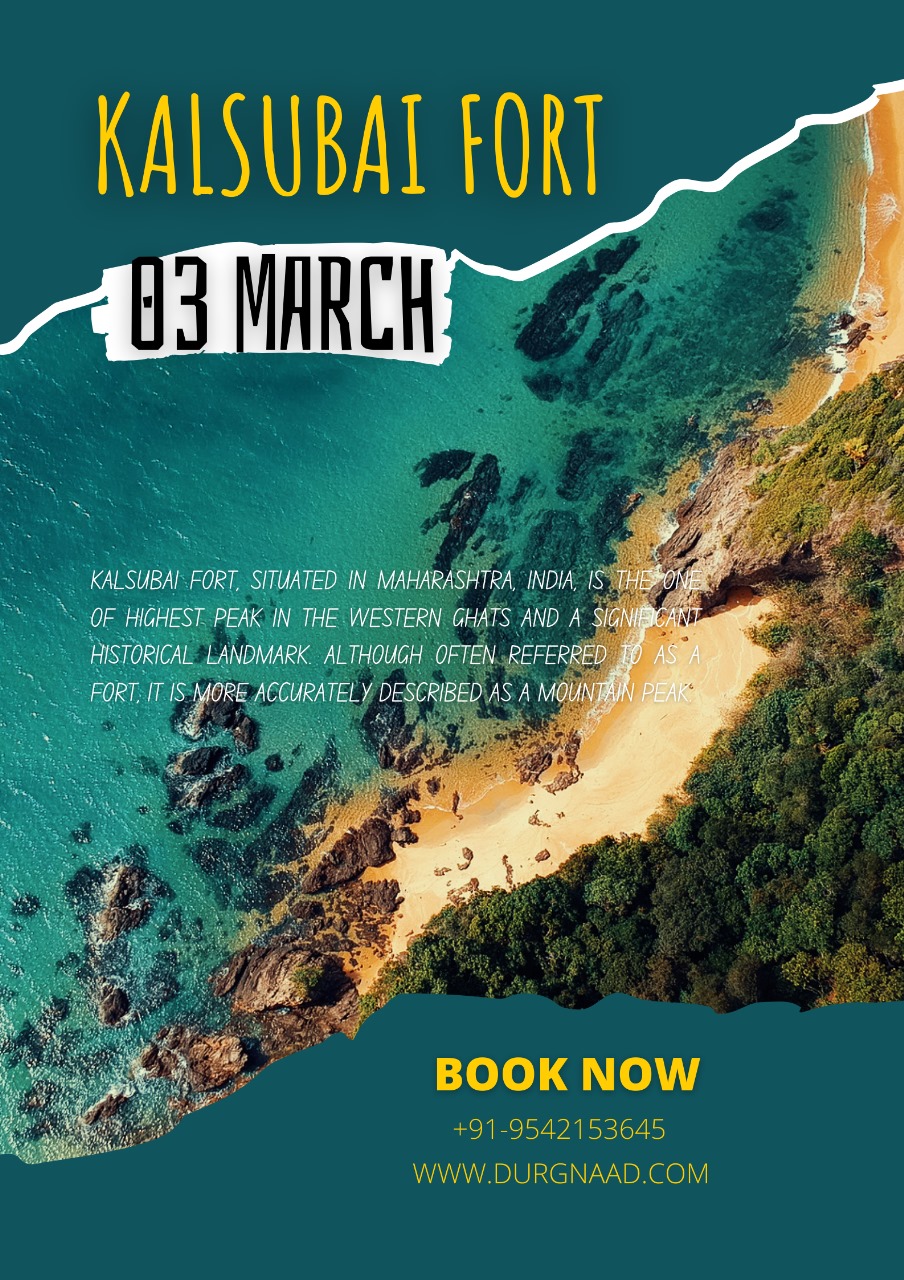 KALSUBAI FORT
03 MARCH
KALSUBAI FORT, SITUATED IN MAHARASHTRA, INDIA, IS THE ONE
OF HIGHEST PEAK IN THE WESTERN GHATS AND A SIGNIFICANT
HISTORICAL LANDMARK. ALTHOUGH OFTEN REFERRED TO AS A
FORT, IT IS MORE ACCURATELY DESCRIBED AS A MOUNTAIN PEAK.
BOOK NOW
+91-9542153645
WWW.DURGNAAD.COM